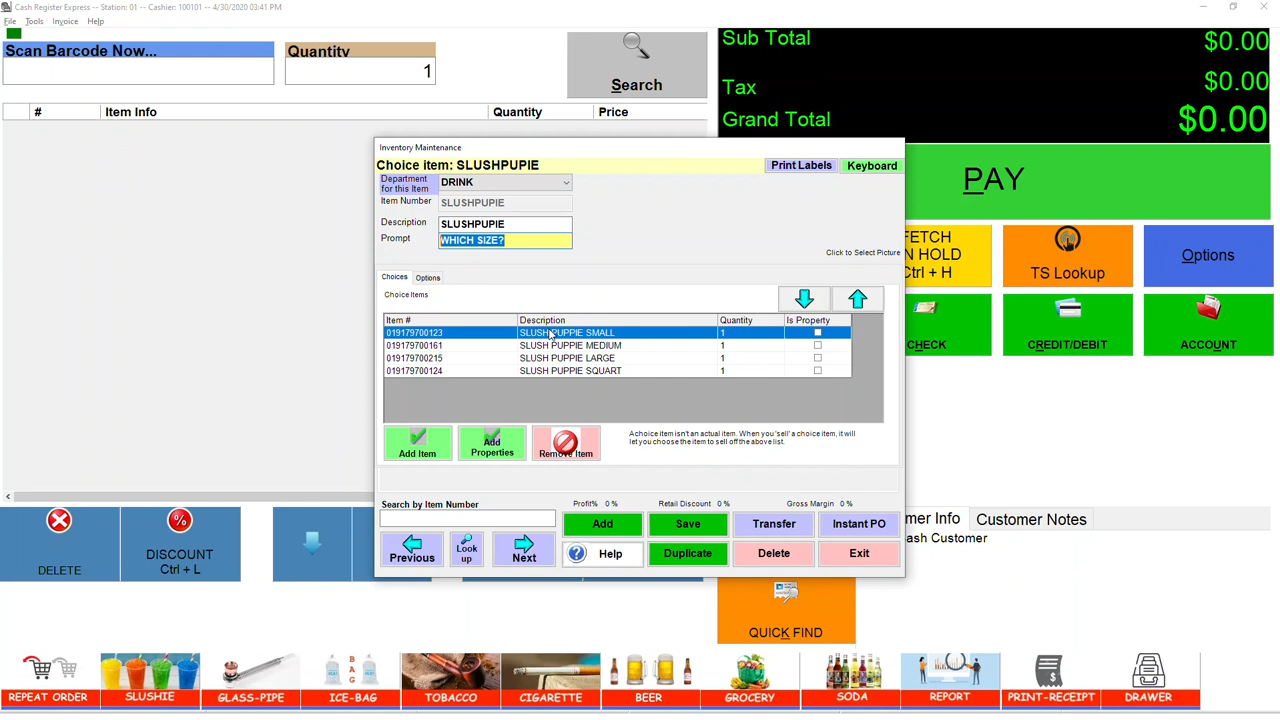 Cash Register Express -- Station: 01 -- Cashier: 100101 -- 4/30/2020 03:41 PM
File Tools Invoice Help
Scan Barcode Now...
Quantity
1
Search
Sub Total $0.00
Tax $0.00
Grand Total $0.00
# Item Info Quantity Price
PAY
Inventory Maintenance
Choice item: SLUSHPUPIE
Print Labels
Keyboard
Department
for this Item
DRINK
Item Number SLUSHPUPIE
Description SLUSHPUPIE
Prompt WHICH SIZE?
Click to Select Picture
Choices Options
Choice Items
Item # Description Quantity Is Property
019179700123 SLUSH PUPPIE SMALL 1
019179700161 SLUSH PUPPIE MEDIUM 1
019179700215 SLUSH PUPPIE LARGE 1
019179700124 SLUSH PUPPIE SQUART 1
Add Item
Add
Properties
Remove Item
A choice item isn't an actual item. When you 'sell' a choice item, it will
let you choose the item to sell off the above list.
Search by Item Number
Profit% 0 % Retail Discount 0 % Gross Margin 0 %
Add Save Transfer Instant PO
Previous
Look
up
Next
Help Duplicate Delete Exit
FETCH
N HOLD
Ctrl + H
TS Lookup
Options
CHECK
CREDIT/DEBIT
ACCOUNT
DELETE
DISCOUNT
Ctrl + L
mer Info Customer Notes
ash Customer
QUICK FIND
REPEAT ORDER
SLUSHIE
GLASS-PIPE
BAG
ICE-BAG
TOBACCO
CIGARETTE
BEER
GROCERY
SODA
REPORT
PRINT-RECEIPT
DRAWER